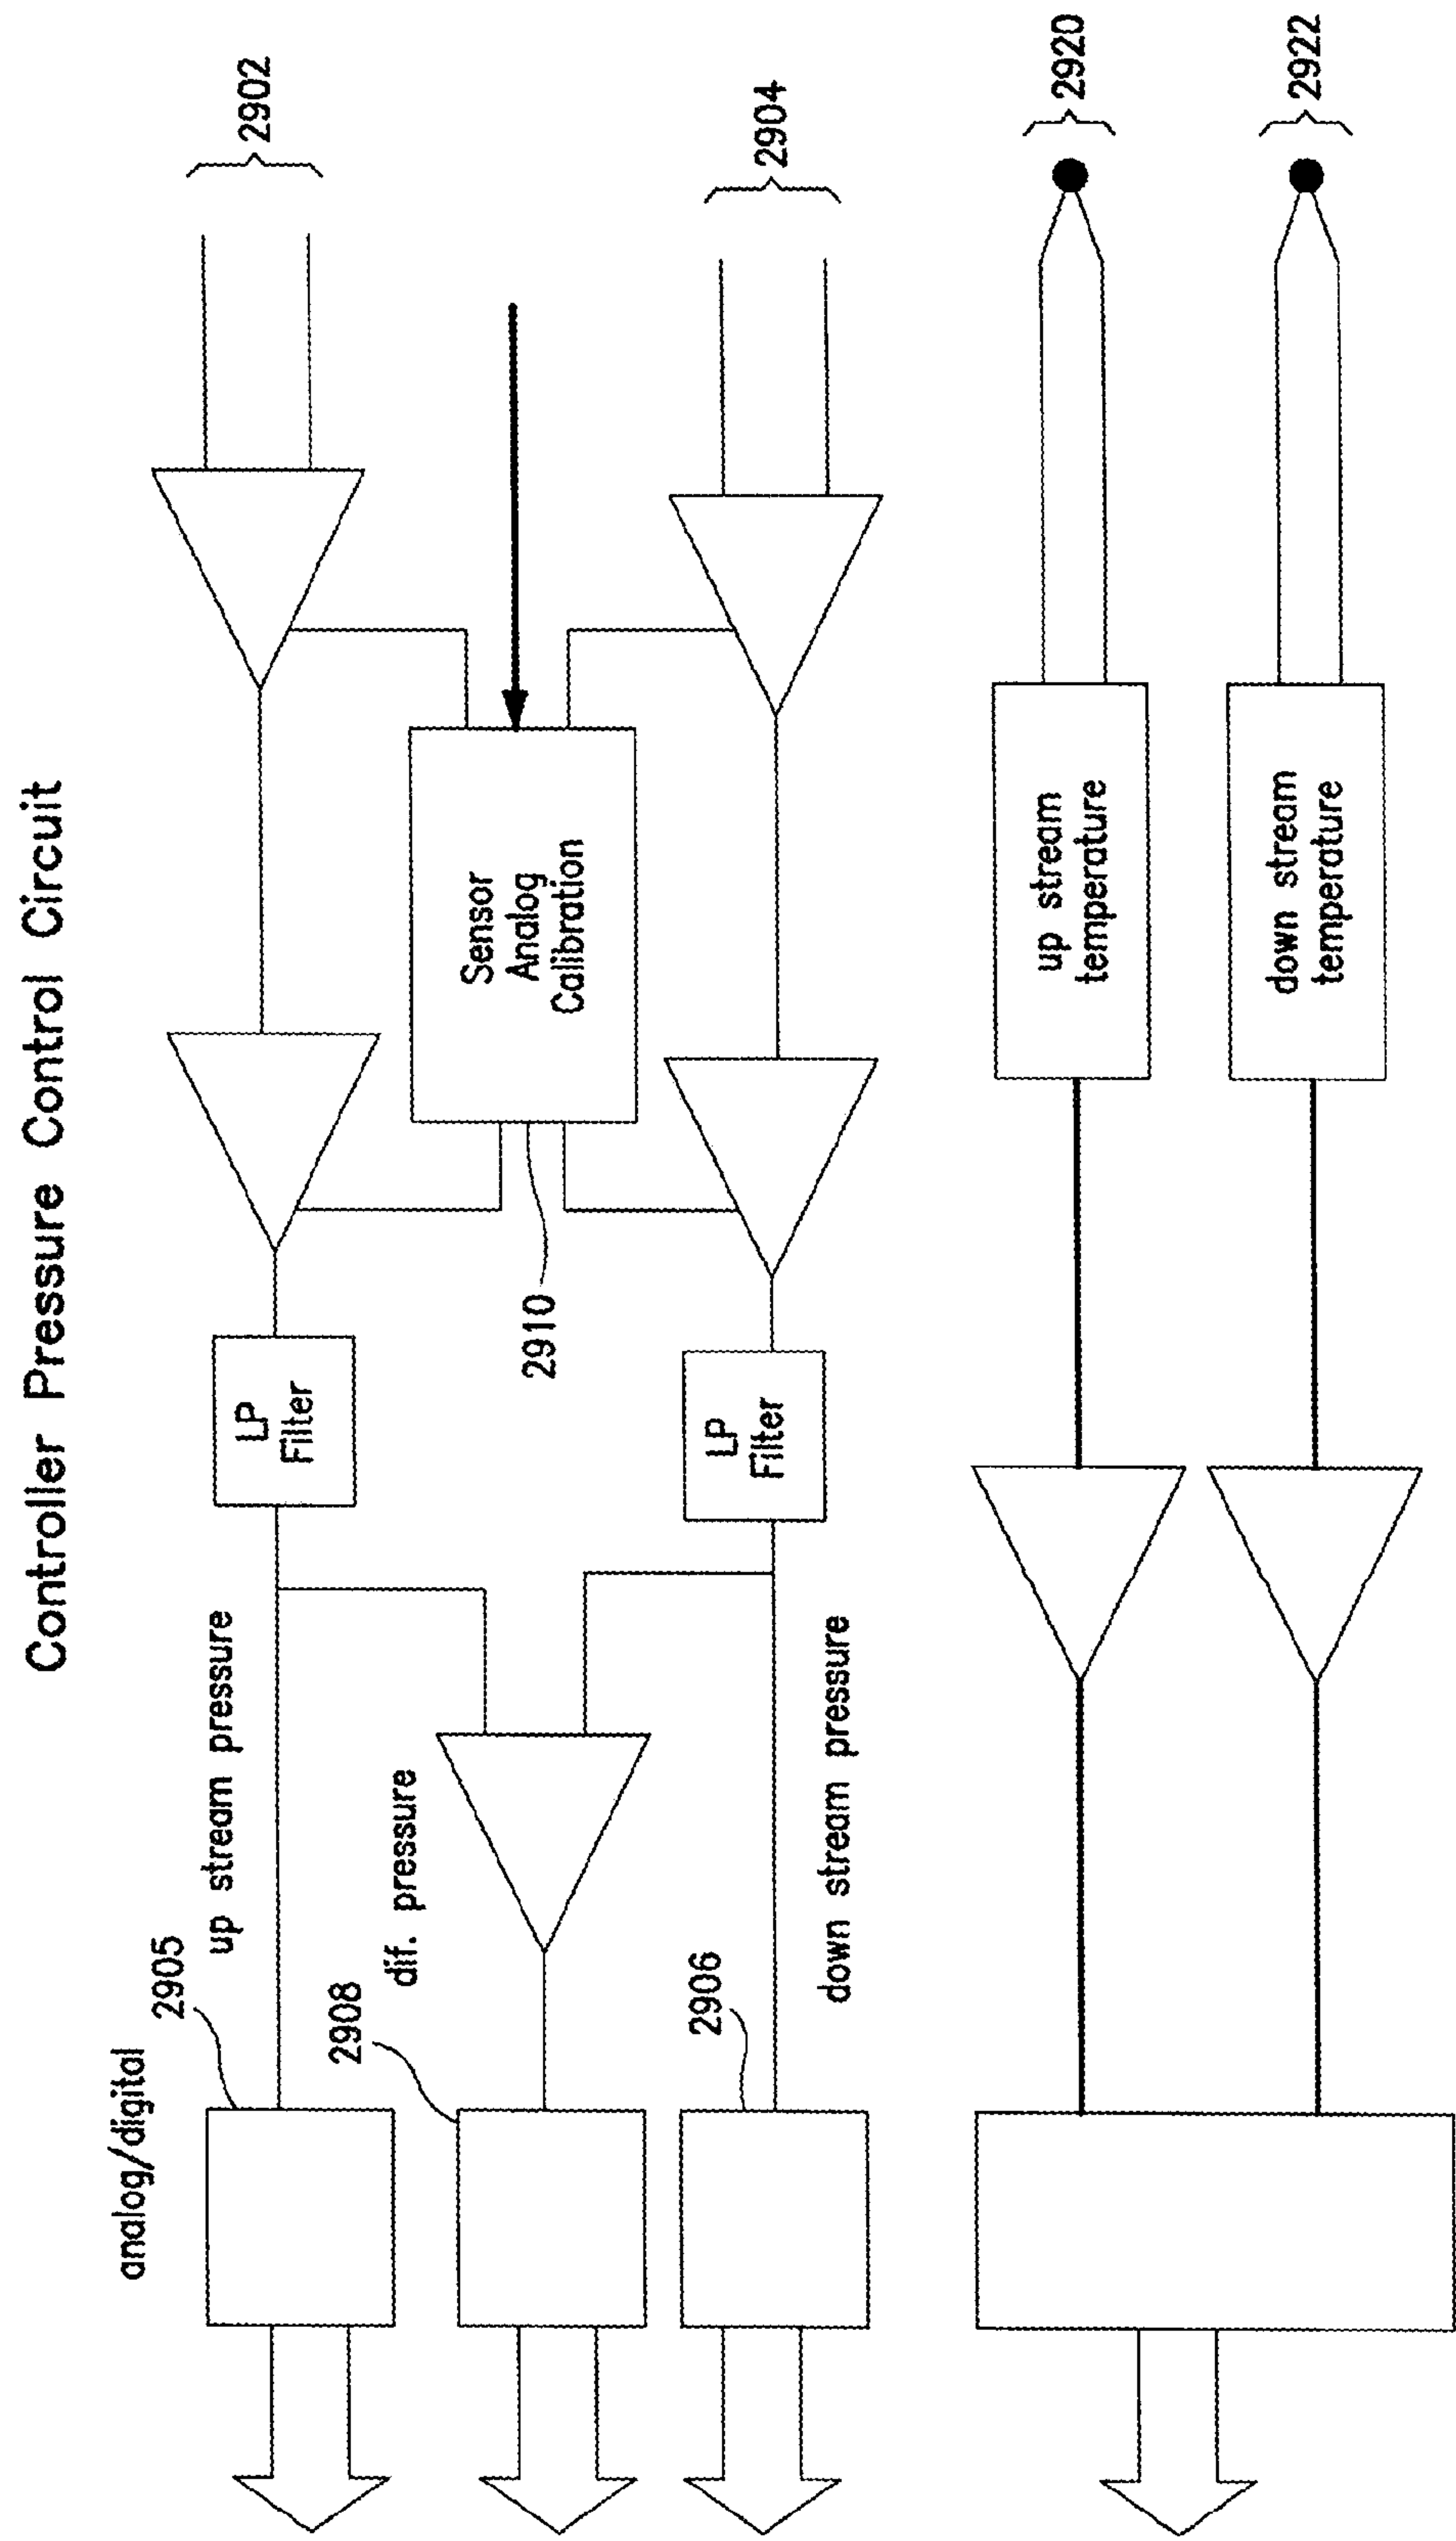 Controller Pressure Control Circuit
analog/digital
2905
up stream pressure
LP
Filter
2902
2908
dif. pressure
2910
Sensor
Analog
Calibration
2906
down stream pressure
LP
Filter
2904
up stream
temperature
2920
down stream
temperature
2922